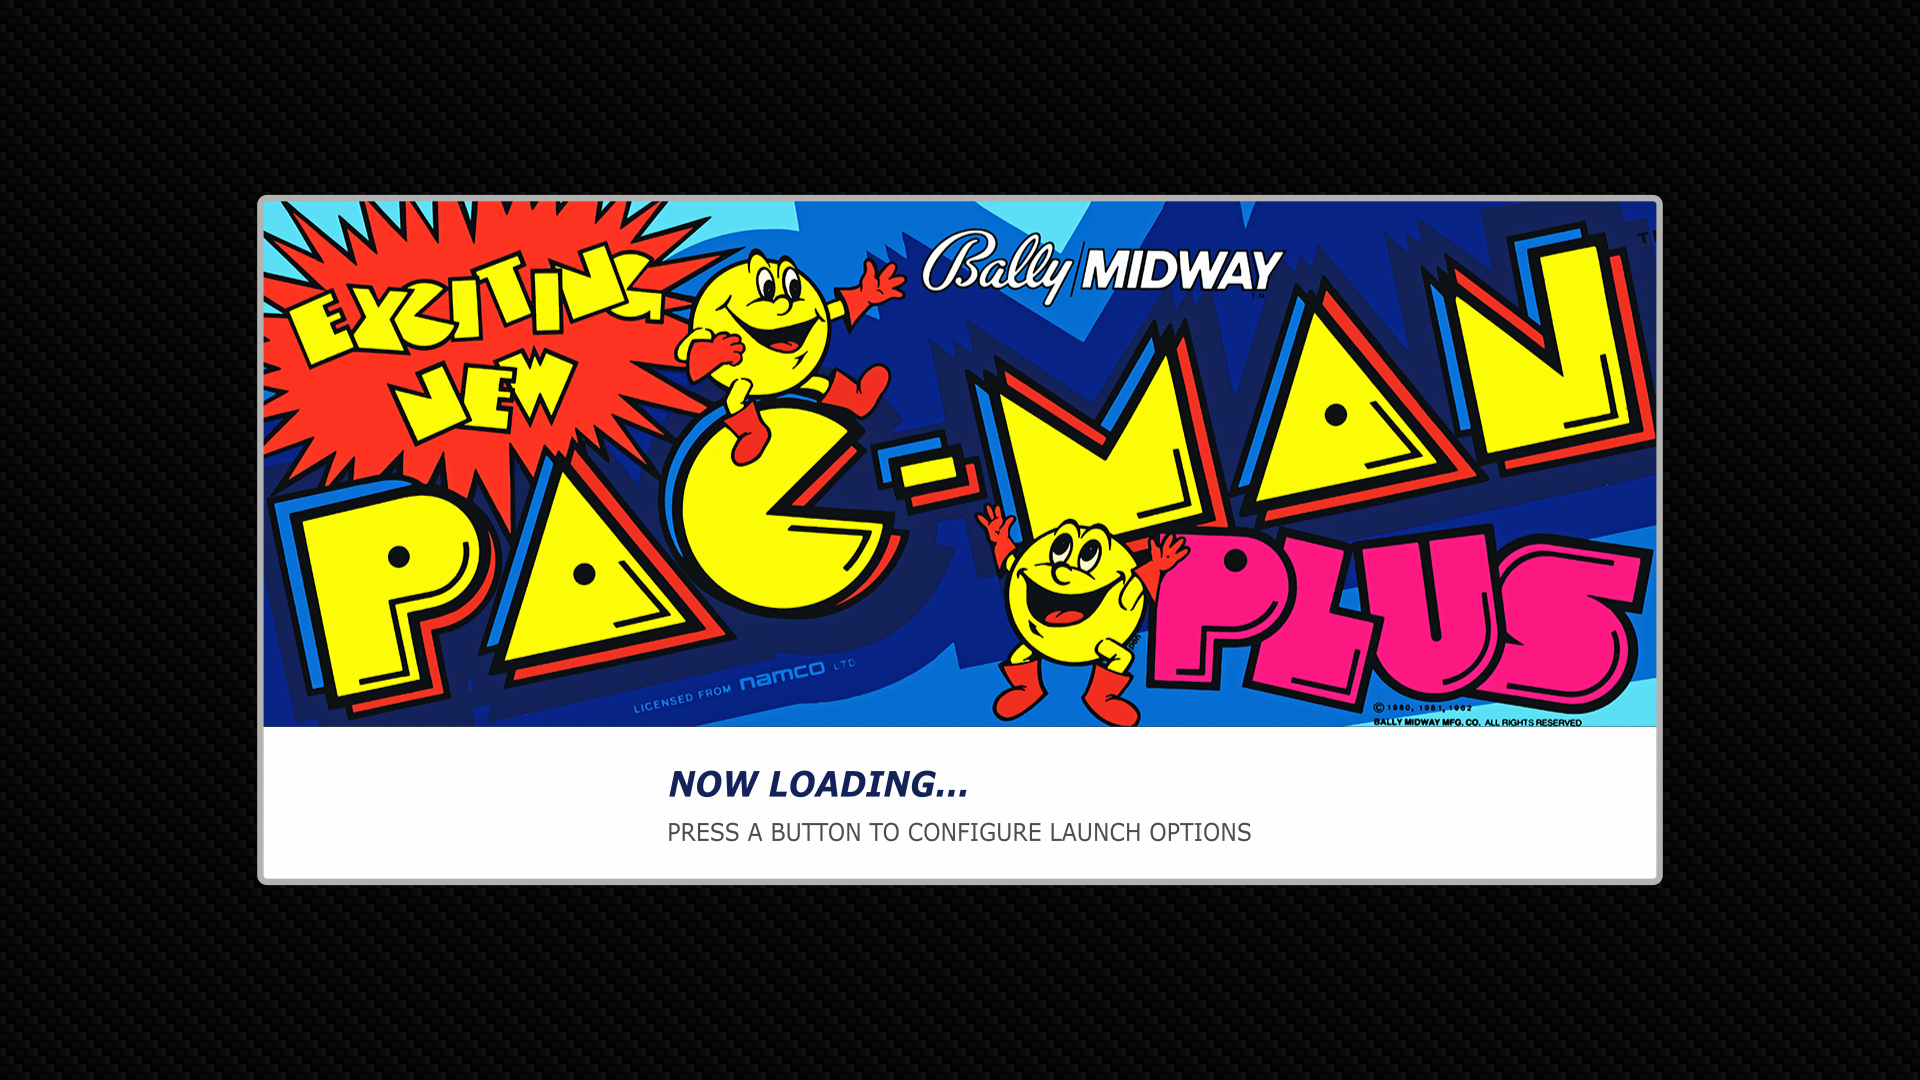 EXCITING
NEW
Bally MIDWAY
TM
PAC-MAN
PLUS
LICENSED FROM namco LTD
© 1980, 1981, 1982
BALLY MIDWAY MFG. CO. ALL RIGHTS RESERVED
NOW LOADING...
PRESS A BUTTON TO CONFIGURE LAUNCH OPTIONS